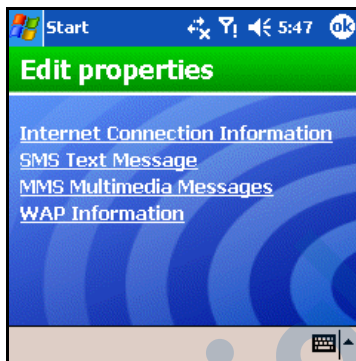 Start 5:47 ok
Edit properties
Internet Connection Information
SMS Text Message
MMS Multimedia Messages
WAP Information